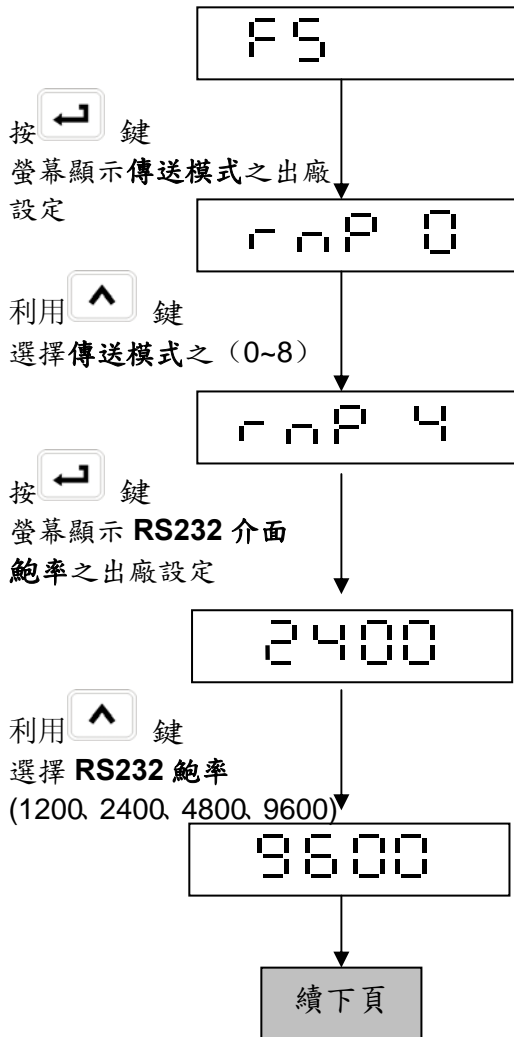 FS
按 鍵
螢幕顯示傳送模式之出廠
設定
rnP 0
利用 鍵
選擇傳送模式之（0~8）
rnP 4
按 鍵
螢幕顯示 RS232 介面
鮑率之出廠設定
2400
利用 鍵
選擇 RS232 鮑率
(1200、2400、4800、9600)
9600
續下頁